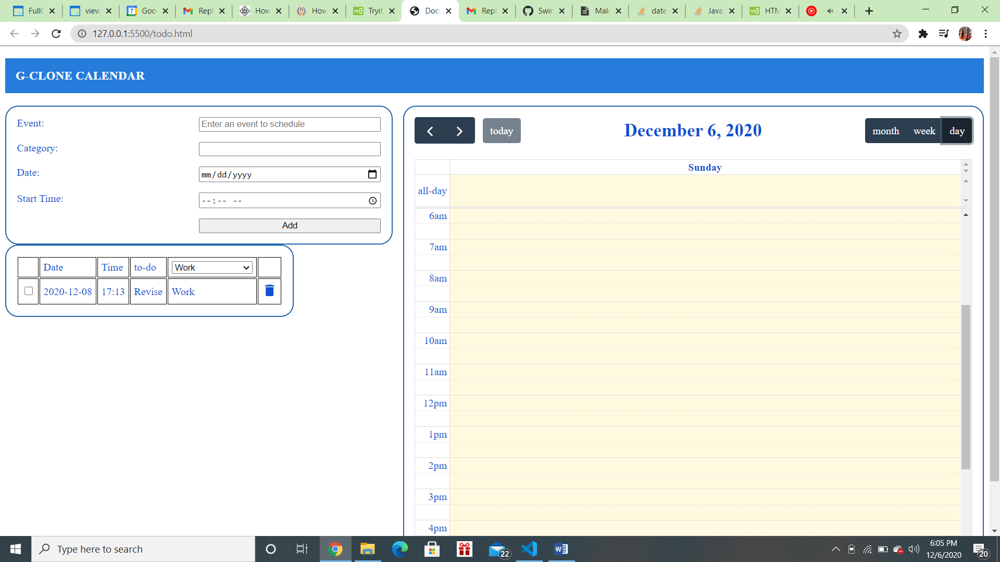 FullC
view
Goo
Repl
How
How
Tryit
Docu
Repl
Swin
Mak
date
Java
HTM
127.0.0.1:5500/todo.html
G-CLONE CALENDAR
Event:
Enter an event to schedule
Category:
Date:
mm/dd/yyyy
Start Time:
--:-- --
Add
Date Time to-do Work
2020-12-08 17:13 Revise Work
today
December 6, 2020
month week day
Sunday
all-day
6am
7am
8am
9am
10am
11am
12pm
1pm
2pm
3pm
4pm
Type here to search
22
6:05 PM
12/6/2020
20